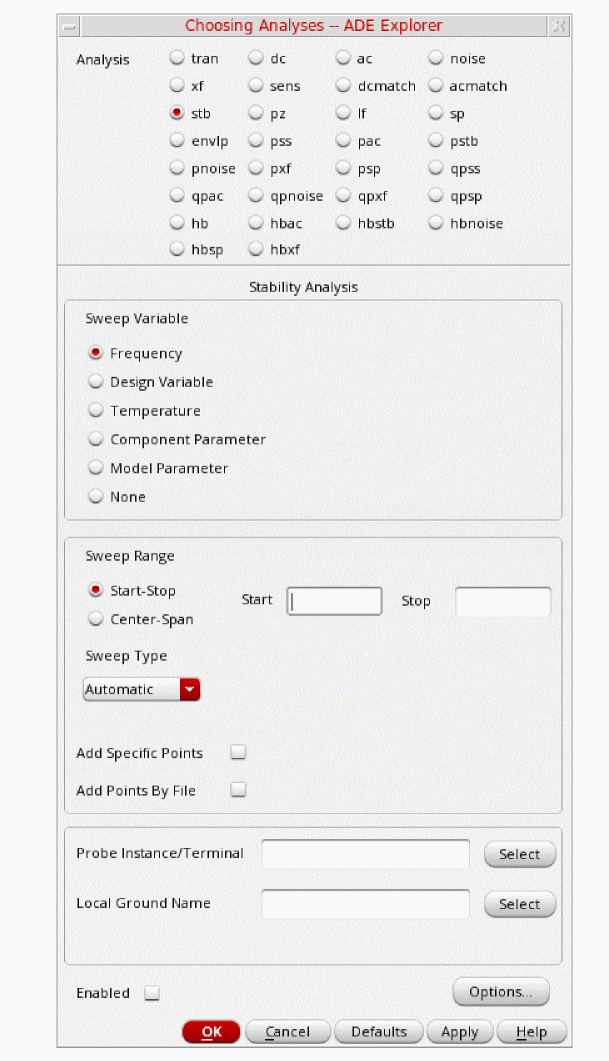 Choosing Analyses -- ADE Explorer
Analysis tran dc ac noise
xf sens dcmatch acmatch
stb pz lf sp
envlp pss pac pstb
pnoise pxf psp qpss
qpac qpnoise qpxf qpsp
hb hbac hbstb hbnoise
hbsp hbxf
Stability Analysis
Sweep Variable
Frequency
Design Variable
Temperature
Component Parameter
Model Parameter
None
Sweep Range
Start-Stop Start Stop
Center-Span
Sweep Type
Automatic
Add Specific Points
Add Points By File
Probe Instance/Terminal Select
Local Ground Name Select
Enabled Options...
OK Cancel Defaults Apply Help